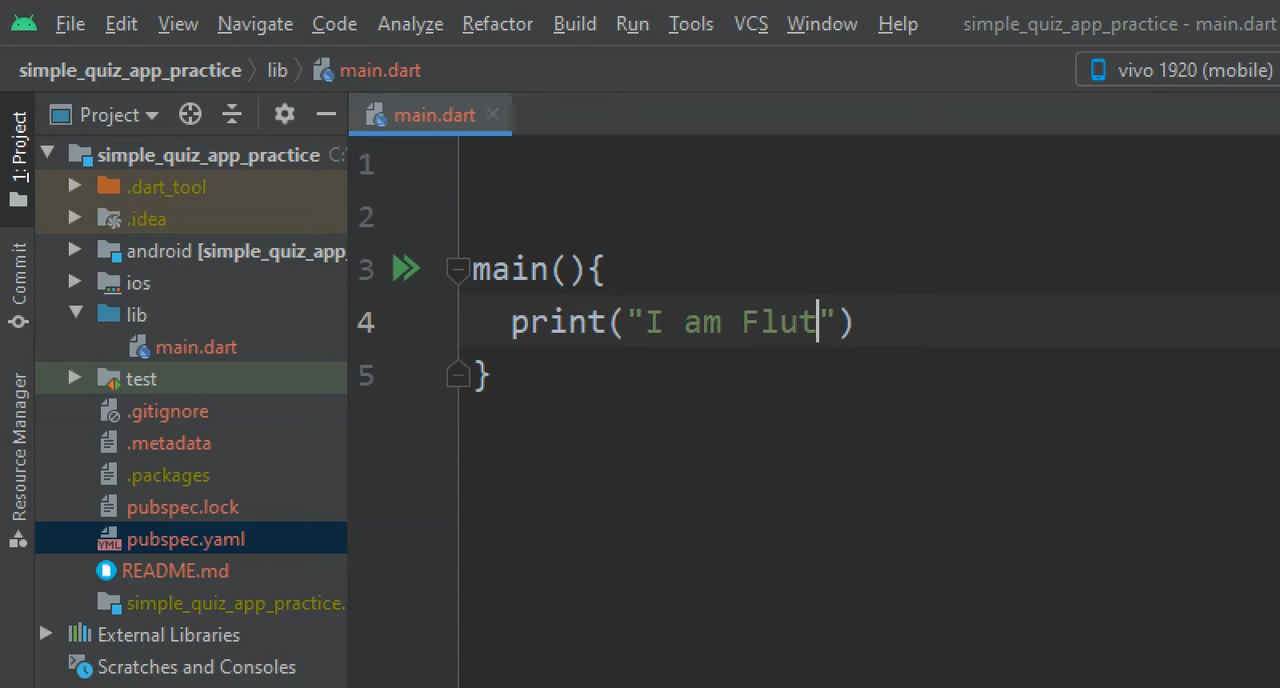 File Edit View Navigate Code Analyze Refactor Build Run Tools VCS Window Help simple_quiz_app_practice - main.dart
simple_quiz_app_practice lib main.dart vivo 1920 (mobile)
1: Project
Commit
Resource Manager
Project
simple_quiz_app_practice C:
.dart_tool
.idea
android [simple_quiz_app_
ios
lib
main.dart
test
.gitignore
.metadata
.packages
pubspec.lock
YML pubspec.yaml
README.md
simple_quiz_app_practice.
External Libraries
Scratches and Consoles
main.dart
1
2
3 main(){
4 print("I am Flut")
5 }